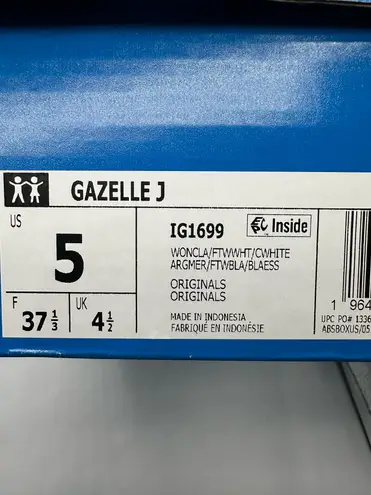 GAZELLE J
US
5
F
37 1/3
UK
4 1/2
IG1699
Inside
WONCLA/FTWWHT/CWHITE
ARGMER/FTWBLA/BLAESS
ORIGINALS
ORIGINALS
MADE IN INDONESIA
FABRIQUÉ EN INDONÉSIE
1 964
UPC PO# 1336
ABSBOXUS/05